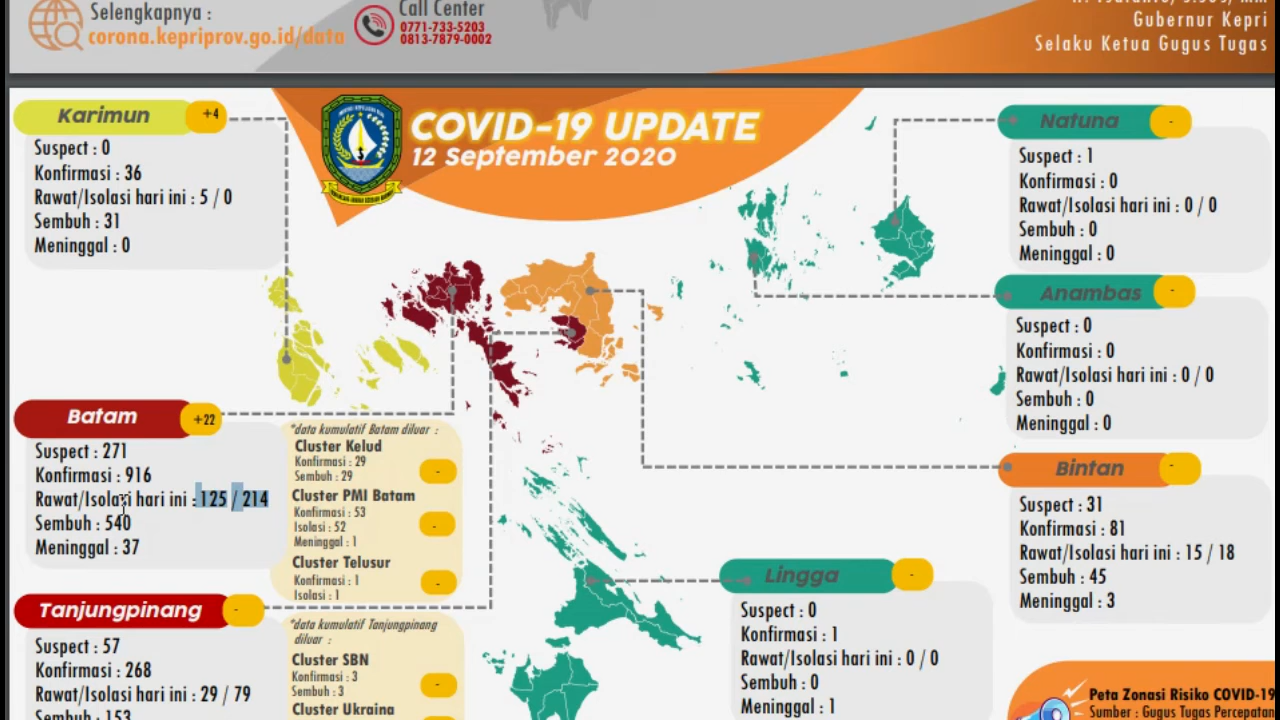 Selengkapnya :
corona.kepriprov.go.id/data
Call Center
0771-733-5203
0813-7879-0002
Gubernur Kepri
Selaku Ketua Gugus Tugas
COVID-19 UPDATE
12 September 2020
Karimun +4
Suspect : 0
Konfirmasi : 36
Rawat/Isolasi hari ini : 5 / 0
Sembuh : 31
Meninggal : 0
Batam +22
Suspect : 271
Konfirmasi : 916
Rawat/Isolasi hari ini : 125 / 214
Sembuh : 540
Meninggal : 37
*data kumulatif Batam diluar :
Cluster Kelud
Konfirmasi : 29
Sembuh : 29
-
Cluster PMI Batam
Konfirmasi : 53
Isolasi : 52
Meninggal : 1
-
Cluster Telusur
Konfirmasi : 1
Isolasi : 1
-
Tanjungpinang -
Suspect : 57
Konfirmasi : 268
Rawat/Isolasi hari ini : 29 / 79
Sembuh : 153
*data kumulatif Tanjungpinang
diluar :
Cluster SBN
Konfirmasi : 3
Sembuh : 3
-
Cluster Ukraina
Natuna -
Suspect : 1
Konfirmasi : 0
Rawat/Isolasi hari ini : 0 / 0
Sembuh : 0
Meninggal : 0
Anambas -
Suspect : 0
Konfirmasi : 0
Rawat/Isolasi hari ini : 0 / 0
Sembuh : 0
Meninggal : 0
Bintan -
Suspect : 31
Konfirmasi : 81
Rawat/Isolasi hari ini : 15 / 18
Sembuh : 45
Meninggal : 3
Lingga -
Suspect : 0
Konfirmasi : 1
Rawat/Isolasi hari ini : 0 / 0
Sembuh : 0
Meninggal : 1
Peta Zonasi Risiko COVID-19
Sumber : Gugus Tugas Percepatan